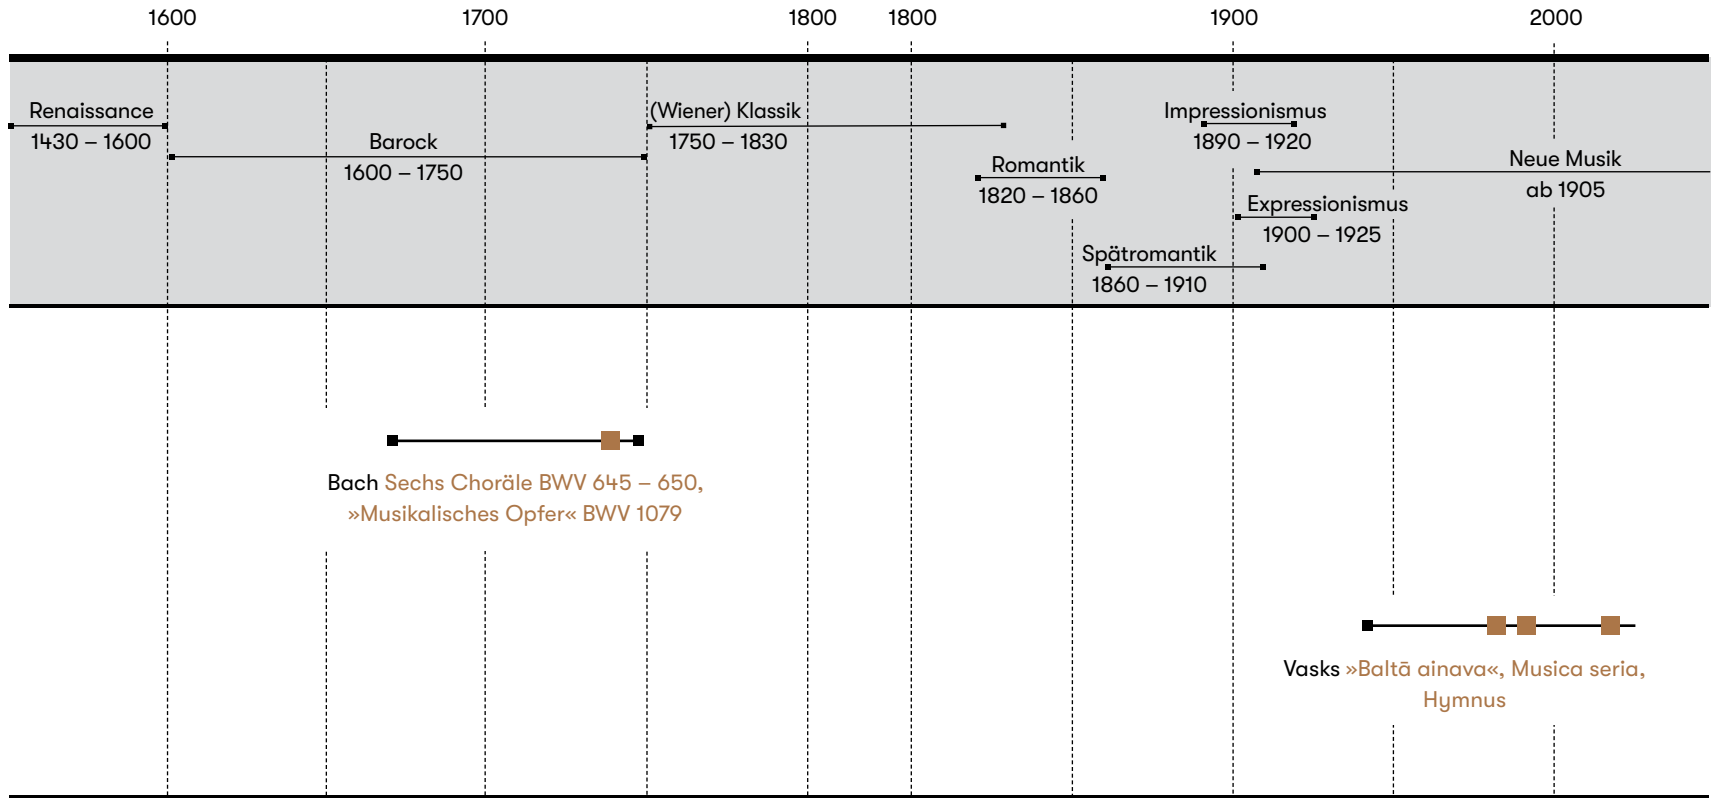 1600 1700 1800 1800 1900 2000
Renaissance
1430 – 1600
Barock
1600 – 1750
(Wiener) Klassik
1750 – 1830
Romantik
1820 – 1860
Spätromantik
1860 – 1910
Impressionismus
1890 – 1920
Expressionismus
1900 – 1925
Neue Musik
ab 1905
Bach Sechs Choräle BWV 645 – 650,
»Musikalisches Opfer« BWV 1079
Vasks »Baltā ainava«, Musica seria,
Hymnus